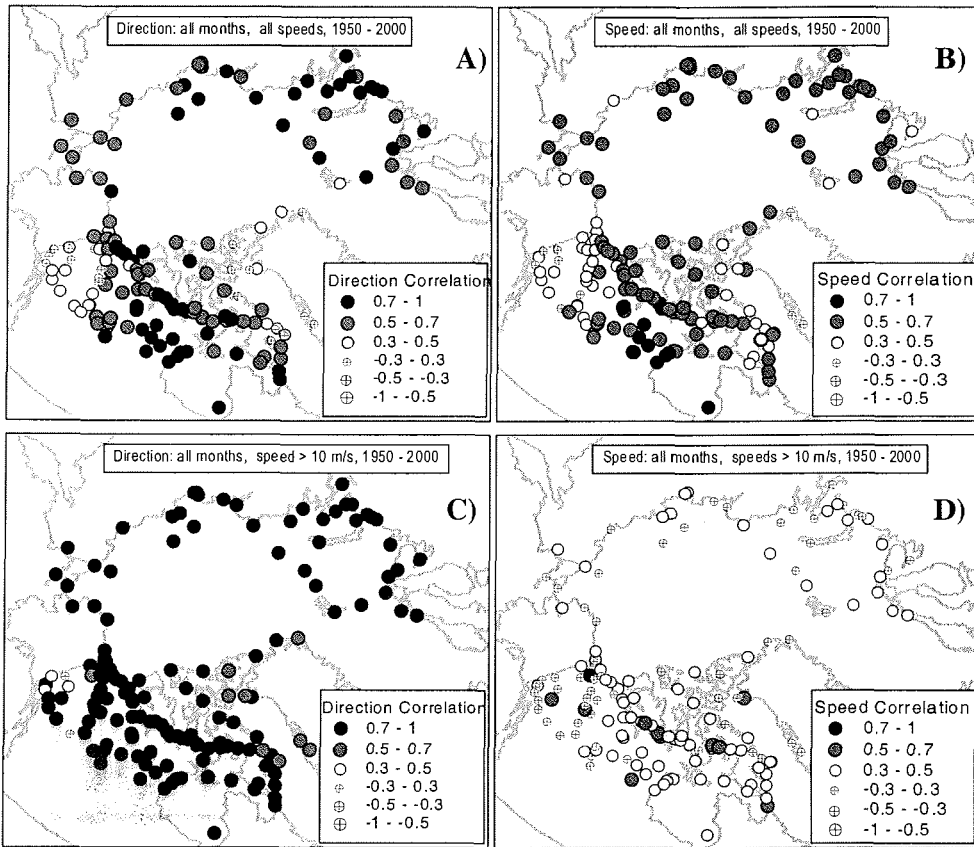 Direction: all months, all speeds, 1950 - 2000
A)
Direction Correlation
0.7 - 1
0.5 - 0.7
0.3 - 0.5
-0.3 - 0.3
-0.5 - -0.3
-1 - -0.5
Speed: all months, all speeds, 1950 - 2000
B)
Speed Correlation
0.7 - 1
0.5 - 0.7
0.3 - 0.5
-0.3 - 0.3
-0.5 - -0.3
-1 - -0.5
Direction: all months, speed > 10 m/s, 1950 - 2000
C)
Direction Correlation
0.7 - 1
0.5 - 0.7
0.3 - 0.5
-0.3 - 0.3
-0.5 - -0.3
-1 - -0.5
Speed: all months, speeds > 10 m/s, 1950 - 2000
D)
Speed Correlation
0.7 - 1
0.5 - 0.7
0.3 - 0.5
-0.3 - 0.3
-0.5 - -0.3
-1 - -0.5